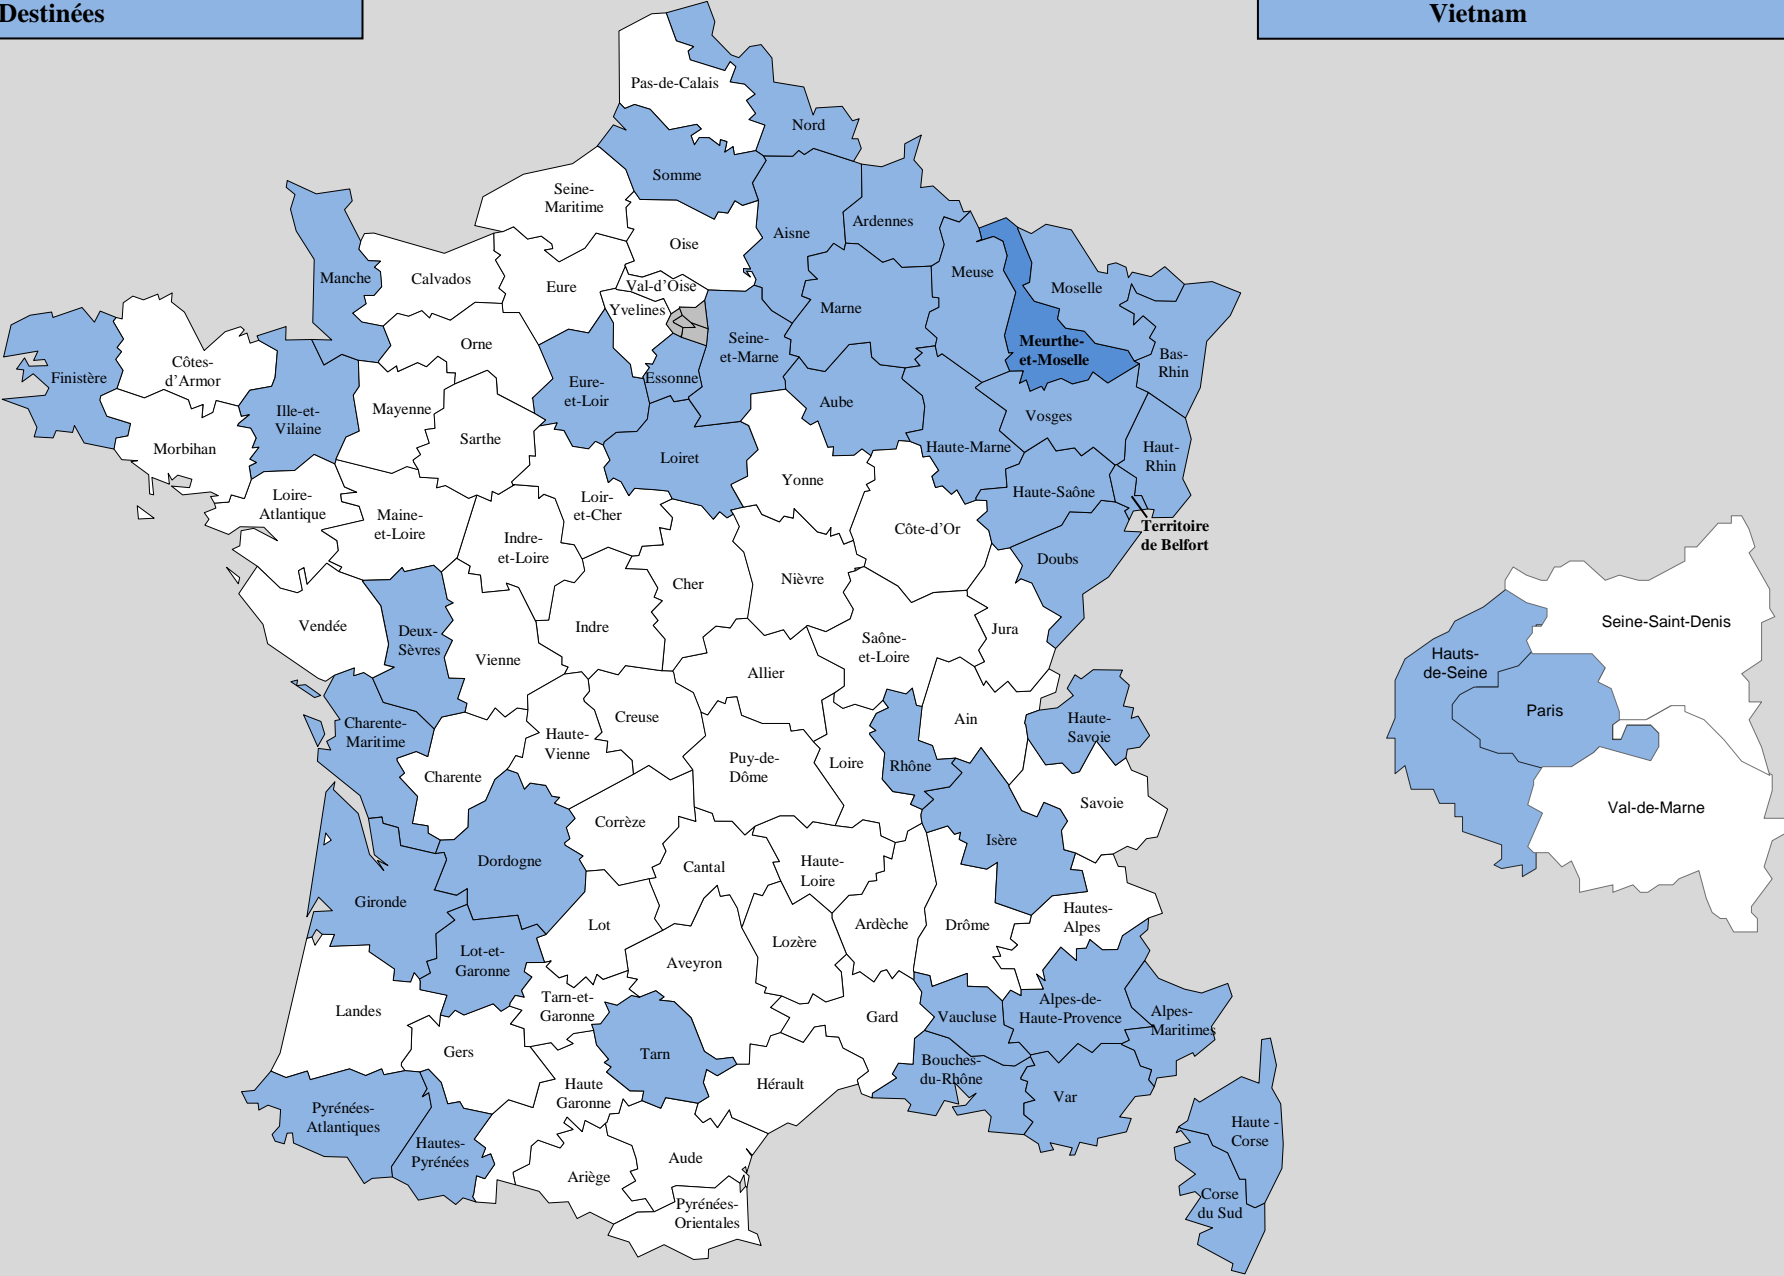 Destinées
Vietnam
Pas-de-Calais
Nord
Somme
Seine-
Maritime
Oise
Aisne
Ardennes
Manche
Calvados
Eure
Val-d’Oise
Yvelines
Marne
Meuse
Moselle
Meurthe-
et-Moselle
Bas-
Rhin
Finistère
Côtes-
d’Armor
Orne
Seine-
et-Marne
Essonne
Eure-
et-Loir
Aube
Vosges
Ille-et-
Vilaine
Mayenne
Sarthe
Morbihan
Loiret
Haute-Marne
Haut-
Rhin
Yonne
Loire-
Atlantique
Maine-
et-Loire
Loir-
et-Cher
Haute-Saône
Indre-
et-Loire
Côte-d’Or
Territoire
de Belfort
Doubs
Cher
Nièvre
Vendée
Deux-
Sèvres
Vienne
Indre
Saône-
et-Loire
Jura
Allier
Seine-Saint-Denis
Hauts-
de-Seine
Paris
Val-de-Marne
Charente-
Maritime
Haute-
Vienne
Creuse
Ain
Haute-
Savoie
Charente
Puy-de-
Dôme
Loire
Rhône
Savoie
Corrèze
Isère
Dordogne
Cantal
Haute-
Loire
Gironde
Lot
Ardèche
Drôme
Hautes-
Alpes
Lot-et-
Garonne
Aveyron
Lozère
Landes
Tarn-et-
Garonne
Gard
Vaucluse
Alpes-de-
Haute-Provence
Alpes-
Maritimes
Gers
Tarn
Hérault
Bouches-
du-Rhône
Var
Haute
Garonne
Pyrénées-
Atlantiques
Hautes-
Pyrénées
Ariège
Aude
Pyrénées-
Orientales
Haute -
Corse
Corse
du Sud